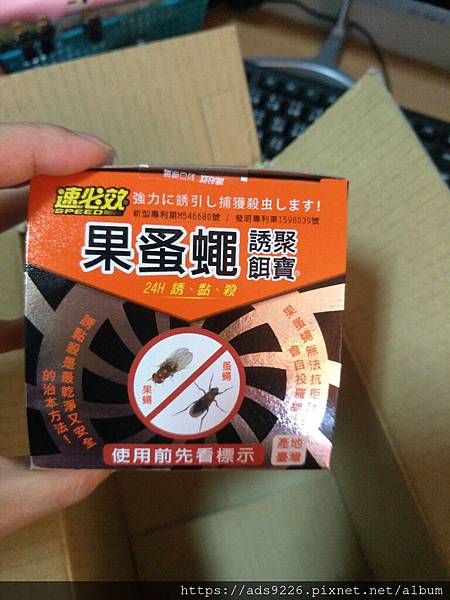 速必效
SPEED
強力に誘引し捕獲殺虫します!
新型專利第M546680號 / 發明專利第I598039號
果蚤蠅
誘聚
餌寶
24H 誘、黏、殺
誘黏殺是最乾淨又安全
的治本方法!
果蚤蠅無法抗拒
會自投羅網
果蠅
蚤蠅
使用前先看標示
產地
臺灣
https://ads9226.pixnet.net/album